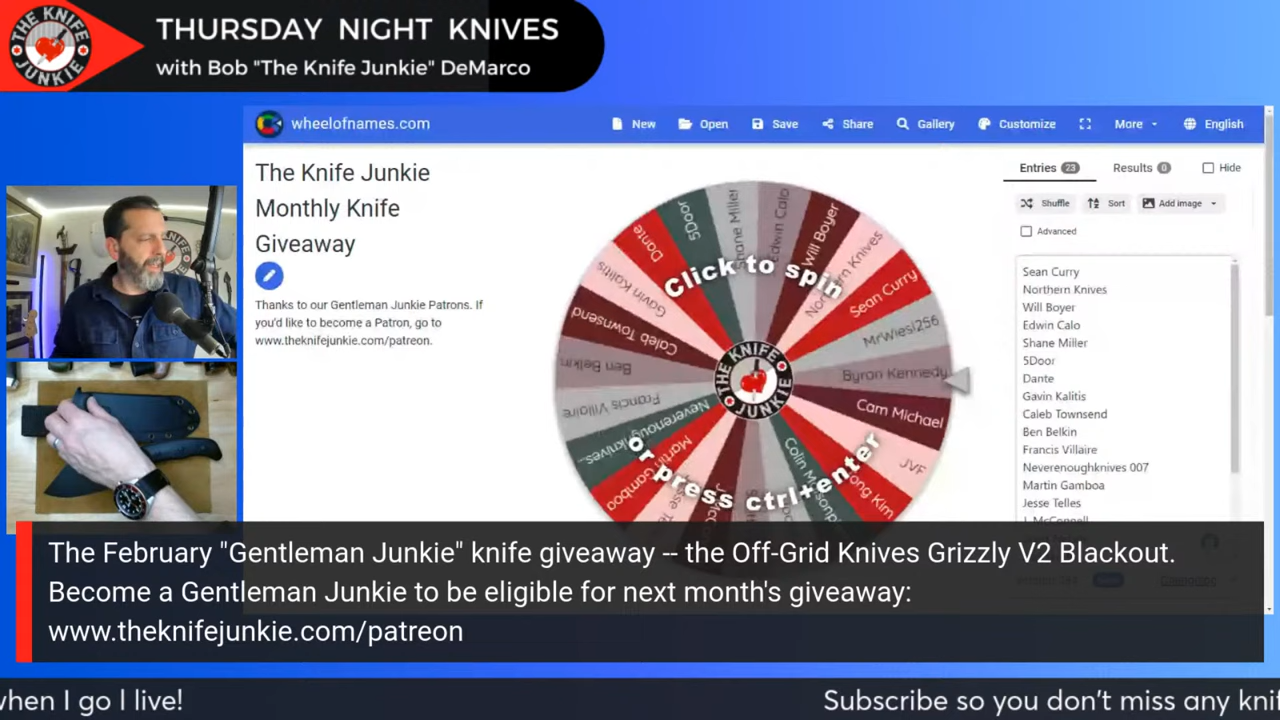 THE KNIFE JUNKIE
THURSDAY NIGHT KNIVES
with Bob "The Knife Junkie" DeMarco
wheelofnames.com
New
Open
Save
Share
Gallery
Customize
More
English
The Knife Junkie
Monthly Knife
Giveaway
Thanks to our Gentleman Junkie Patrons. If
you'd like to become a Patron, go to
www.theknifejunkie.com/patreon.
Entries 23
Results 0
Hide
Shuffle
Sort
Add image
Advanced
Sean Curry
Northern Knives
Will Boyer
Edwin Calo
Shane Miller
5Door
Dante
Gavin Kalitis
Caleb Townsend
Ben Belkin
Francis Villaire
Neverenoughknives 007
Martin Gamboa
Jesse Telles
J. McConnell
Click to spin
or press ctrl+enter
THE KNIFE JUNKIE
5Door
Shane Miller
Edwin Calo
Will Boyer
Northern Knives
Sean Curry
MrWiesl256
Byron Kennedy
Cam Michael
JVF
Dante
Gavin Kalitis
Caleb Townsend
Ben Belkin
Francis Villaire
Neverenoughknives...
Martin Gamboa
The February "Gentleman Junkie" knife giveaway -- the Off-Grid Knives Grizzly V2 Blackout.
Become a Gentleman Junkie to be eligible for next month's giveaway:
www.theknifejunkie.com/patreon
when I go I live!
Subscribe so you don't miss any kni